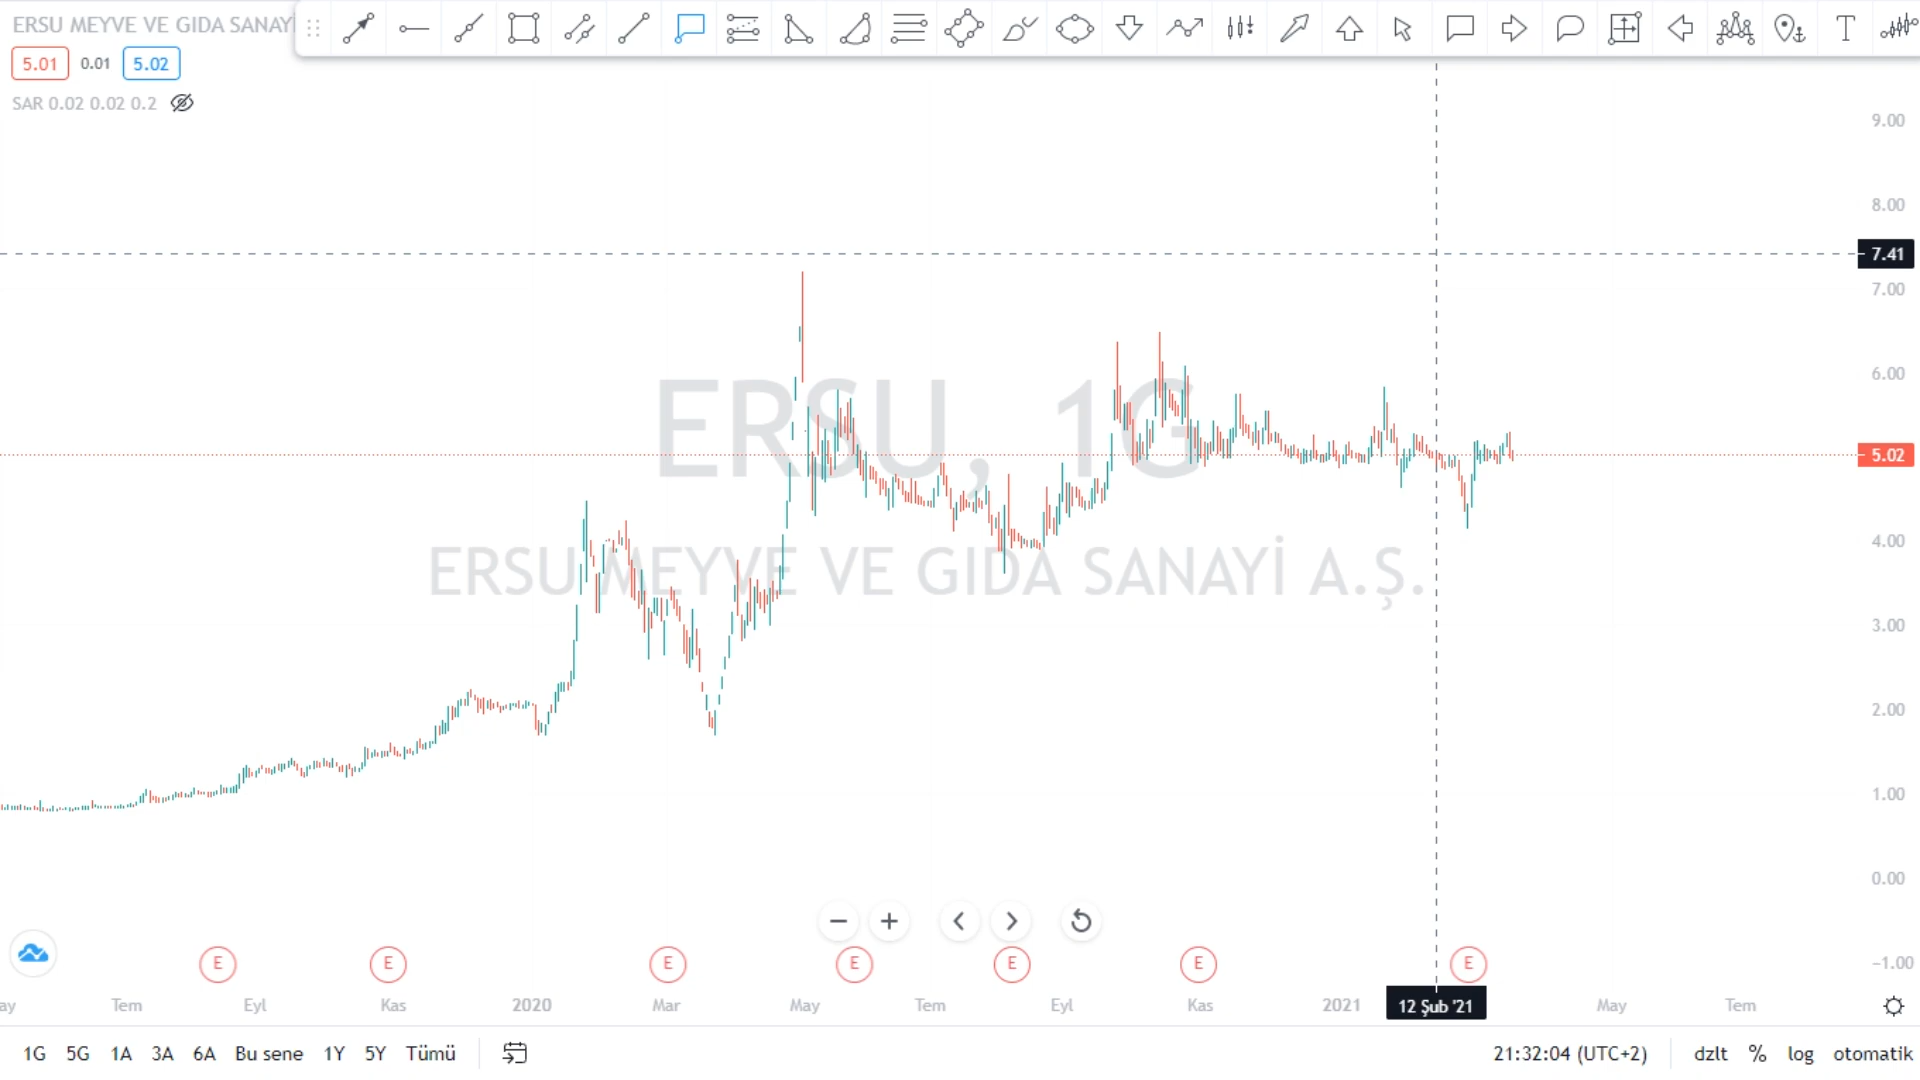 ERSU MEYVE VE GIDA SANAYİ
5.01 0.01 5.02
SAR 0.02 0.02 0.2
T
9.00
8.00
7.41
7.00
6.00
5.02
4.00
3.00
2.00
1.00
0.00
−1.00
ERSU, 1G
ERSU MEYVE VE GIDA SANAYİ A.Ş.
E E E E E E E
ay Tem Eyl Kas 2020 Mar May Tem Eyl Kas 2021 12 Şub '21 May Tem
1G 5G 1A 3A 6A Bu sene 1Y 5Y Tümü 21:32:04 (UTC+2) dzlt % log otomatik